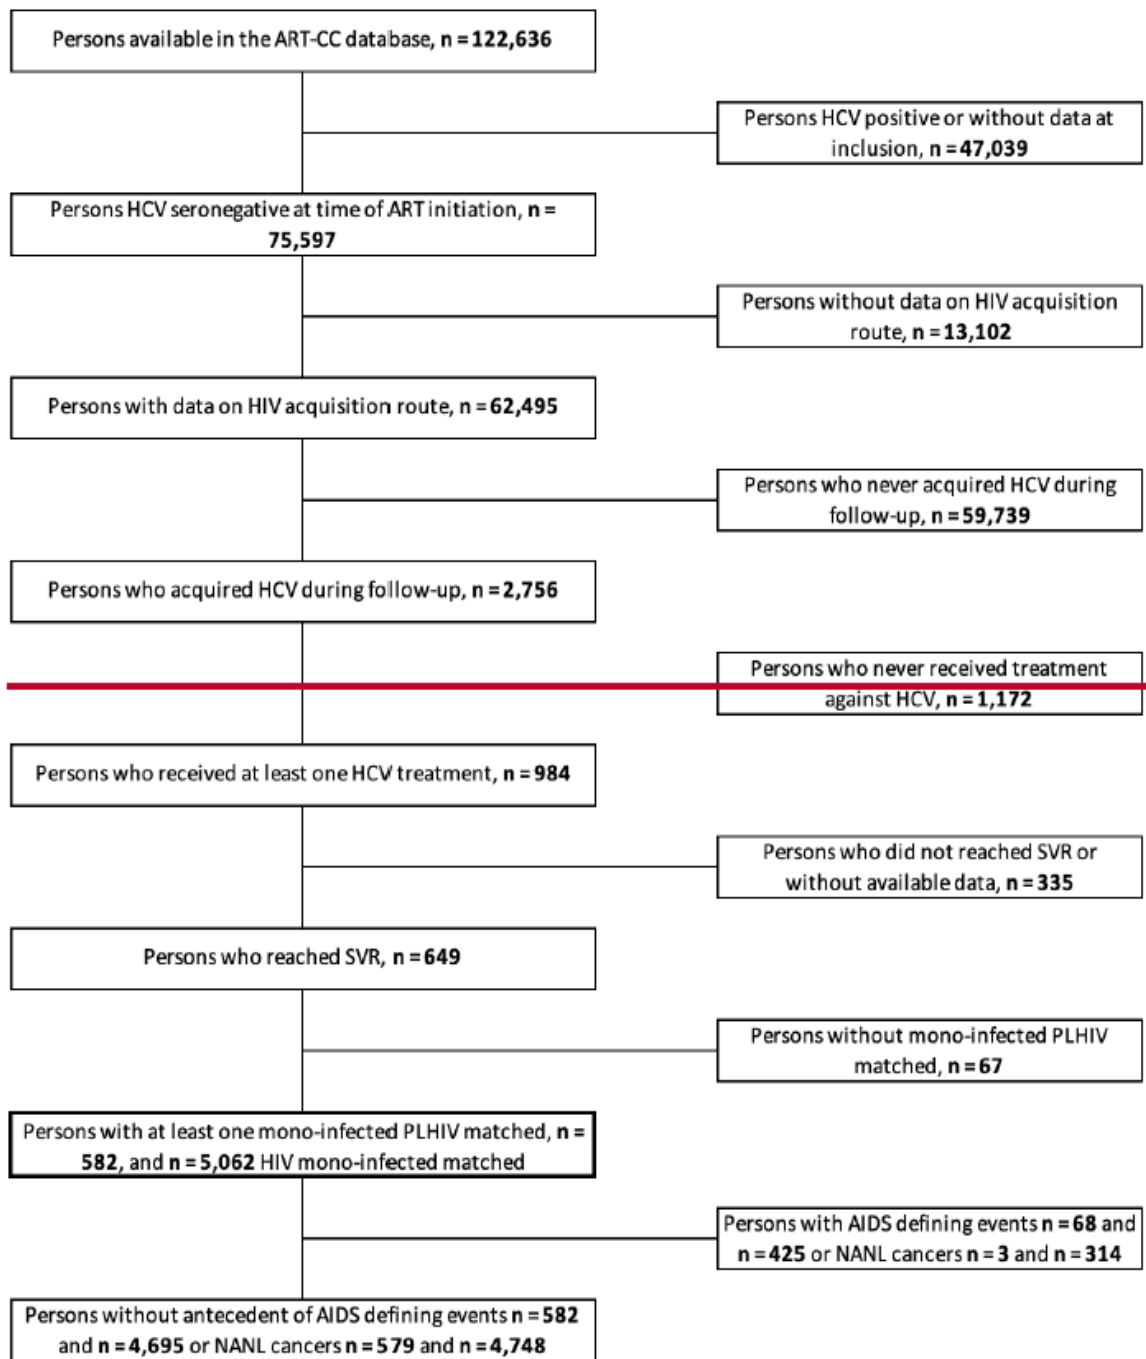 Persons available in the ART-CC database, n = 122,636
Persons HCV positive or without data at
inclusion, n = 47,039
Persons HCV seronegative at time of ART initiation, n =
75,597
Persons without data on HIV acquisition
route, n = 13,102
Persons with data on HIV acquisition route, n = 62,495
Persons who never acquired HCV during
follow-up, n = 59,739
Persons who acquired HCV during follow-up, n = 2,756
Persons who never received treatment
against HCV, n = 1,172
Persons who received at least one HCV treatment, n = 984
Persons who did not reached SVR or
without available data, n = 335
Persons who reached SVR, n = 649
Persons without mono-infected PLHIV
matched, n = 67
Persons with at least one mono-infected PLHIV matched, n =
582, and n = 5,062 HIV mono-infected matched
Persons with AIDS defining events n = 68 and
n = 425 or NANL cancers n = 3 and n = 314
Persons without antecedent of AIDS defining events n = 582
and n = 4,695 or NANL cancers n = 579 and n = 4,748